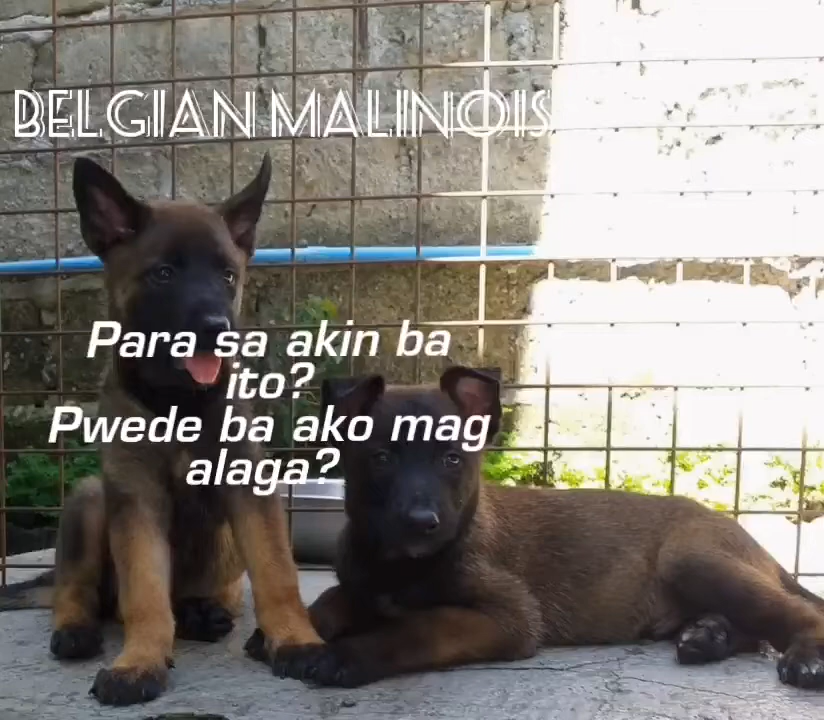 BELGIAN MALINOIS
Para sa akin ba
ito?
Pwede ba ako mag
alaga?